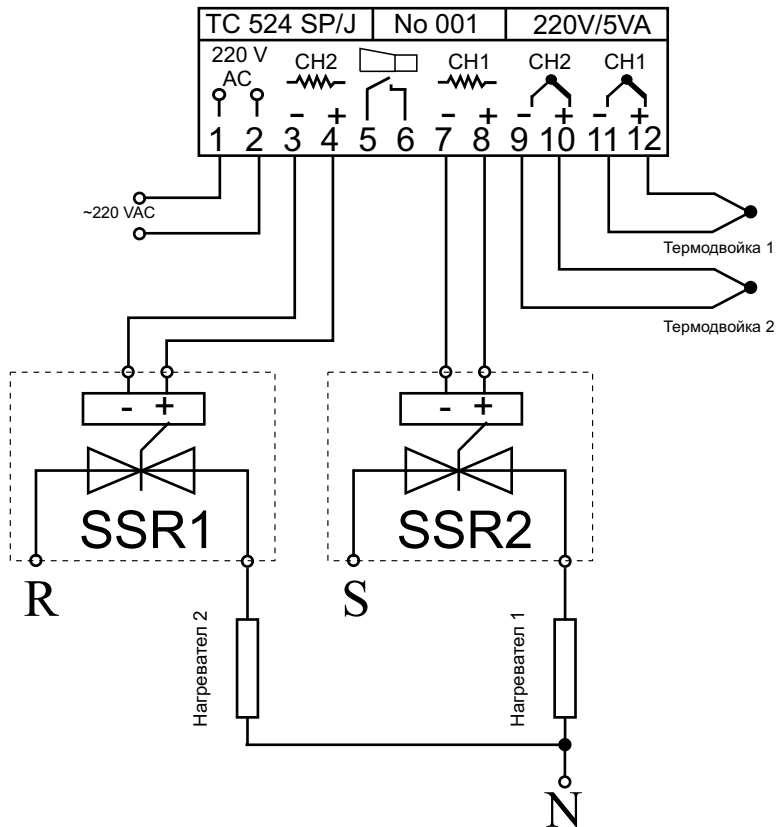 TC 524 SP/J No 001 220V/5VA
220 V AC CH2 CH1 CH2 CH1
- + - + - + - +
1 2 3 4 5 6 7 8 9 10 11 12
~220 VAC
Термодвойка 1
Термодвойка 2
- + - +
SSR1 SSR2
R S
Нагревател 2 Нагревател 1
N